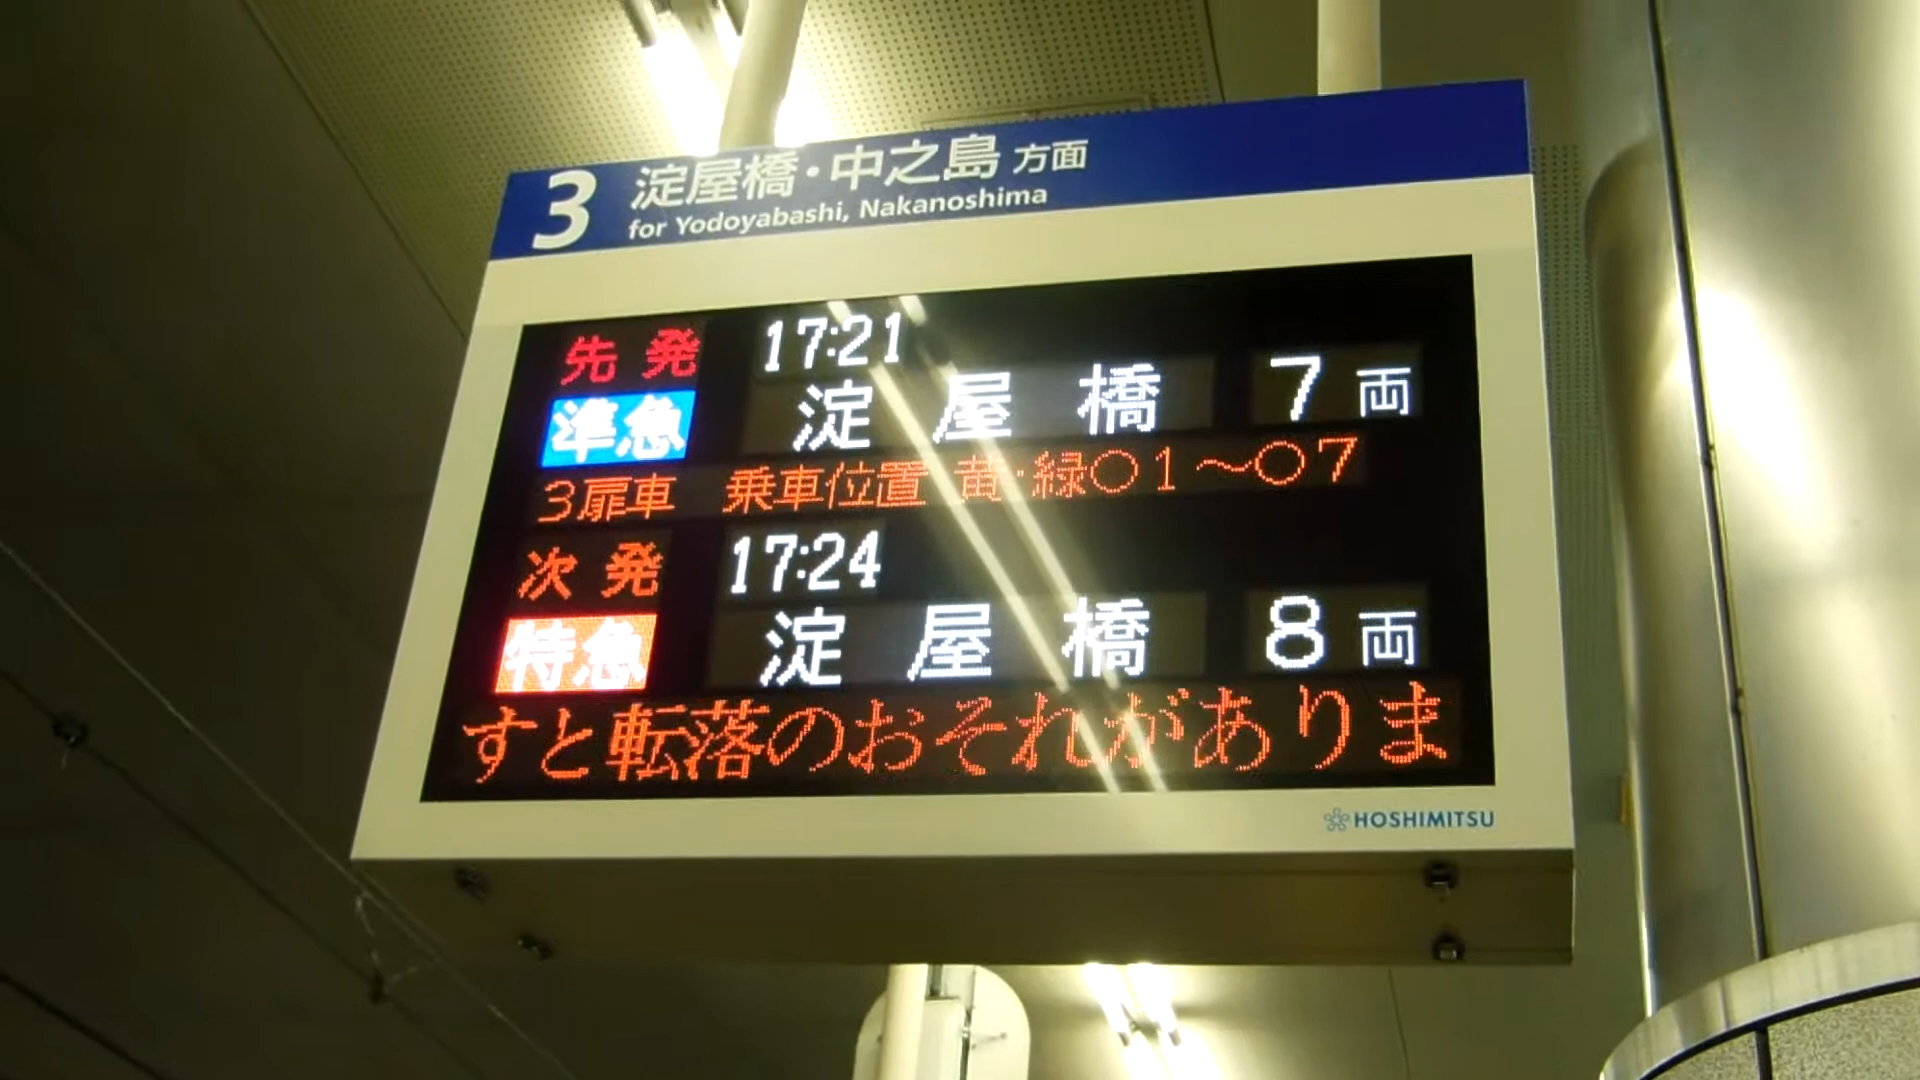 3 淀屋橋・中之島 方面
for Yodoyabashi, Nakanoshima
先発 17:21
準急 淀屋橋 7両
3扉車 乗車位置 黄・緑○1～○7
次発 17:24
特急 淀屋橋 8両
すと転落のおそれがありま
HOSHIMITSU